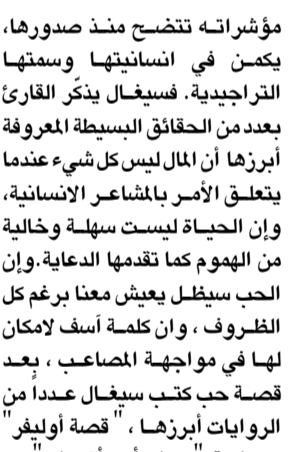 مؤشراته تتضح منذ صدورها،
يكمن في انسانيتها وسمتها
التراجيدية. فسيغال يذكّر القارئ
بعدد من الحقائق البسيطة المعروفة
أبرزها أن المال ليس كل شيء عندما
يتعلق الأمر بالمشاعر الانسانية،
وإن الحياة ليست سهلة وخالية
من الهموم كما تقدمها الدعاية.وإن
الحب سيظل يعيش معنا برغم كل
الظروف ، وان كلمة آسف لامكان
لها في مواجهة المصاعب ، بعد
قصة حب كتب سيغال عدداً من
الروايات أبرزها ، " قصة أوليفر"